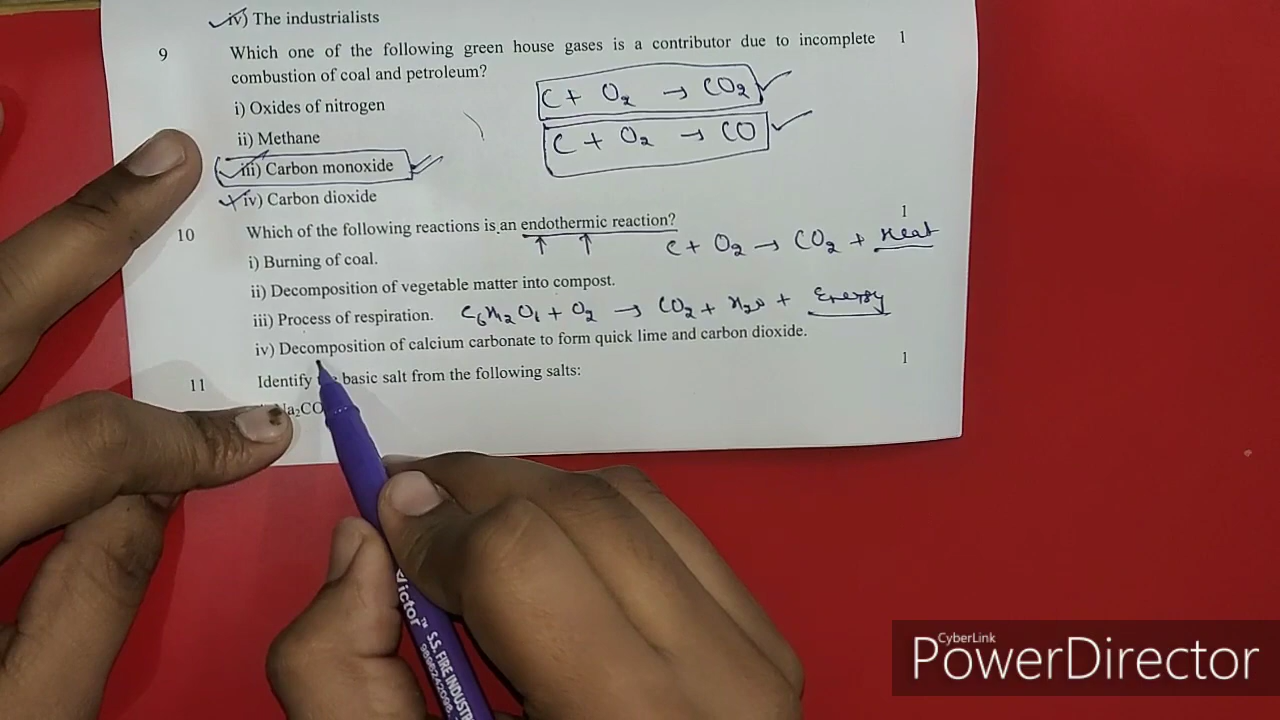 iv) The industrialists
9 Which one of the following green house gases is a contributor due to incomplete 1
combustion of coal and petroleum?
C + O2 → CO2
i) Oxides of nitrogen
C + O2 → CO
ii) Methane
iii) Carbon monoxide
iv) Carbon dioxide
10 Which of the following reactions is an endothermic reaction? 1
C + O2 → CO2 + Heat
i) Burning of coal.
ii) Decomposition of vegetable matter into compost.
iii) Process of respiration. C6H12O6 + O2 → CO2 + H2O + Energy
iv) Decomposition of calcium carbonate to form quick lime and carbon dioxide.
11 Identify basic salt from the following salts: 1
Na2CO
Victor™ S.S. FIRE INDUST
CyberLink
PowerDirector